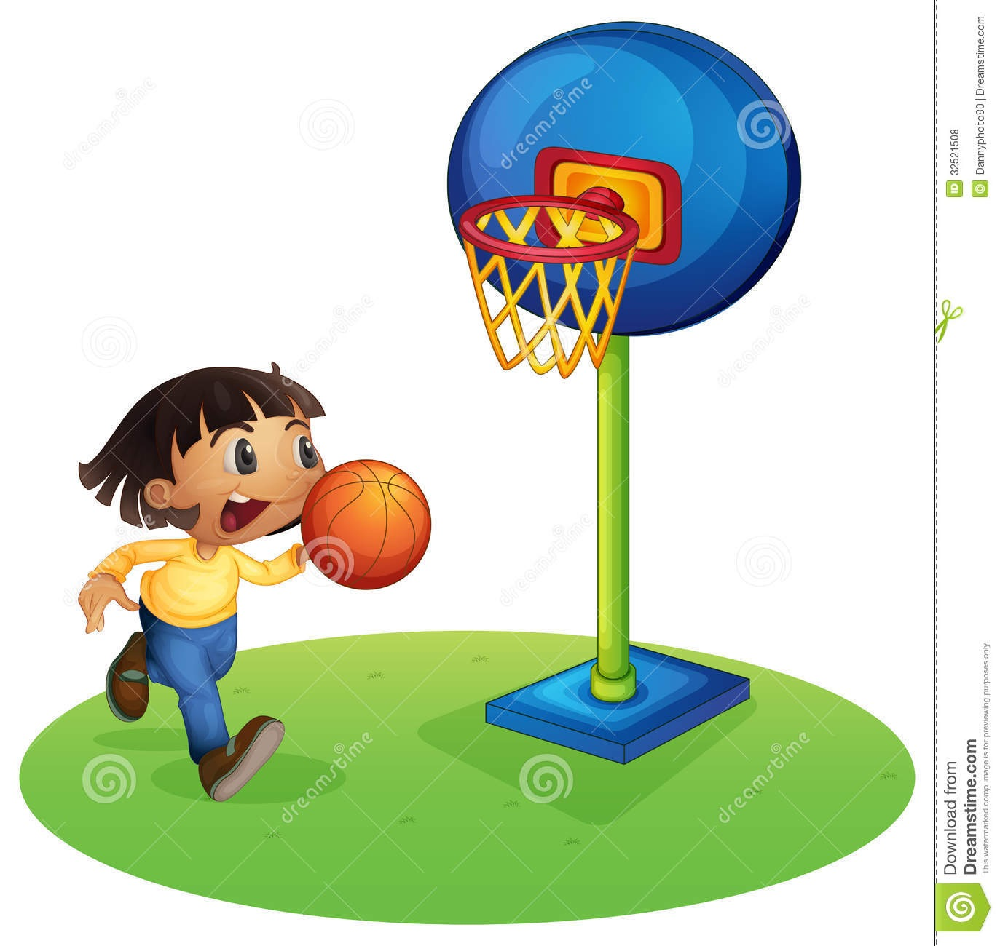 dreamstime
dreamstime
dreamstime
dreamstime
dreamstime
dreamstime
dreamstime
dreamstime
ID 32521508
© Dannyphoto80 | Dreamstime.com
Download from
Dreamstime.com
This watermarked comp image is for previewing purposes only.